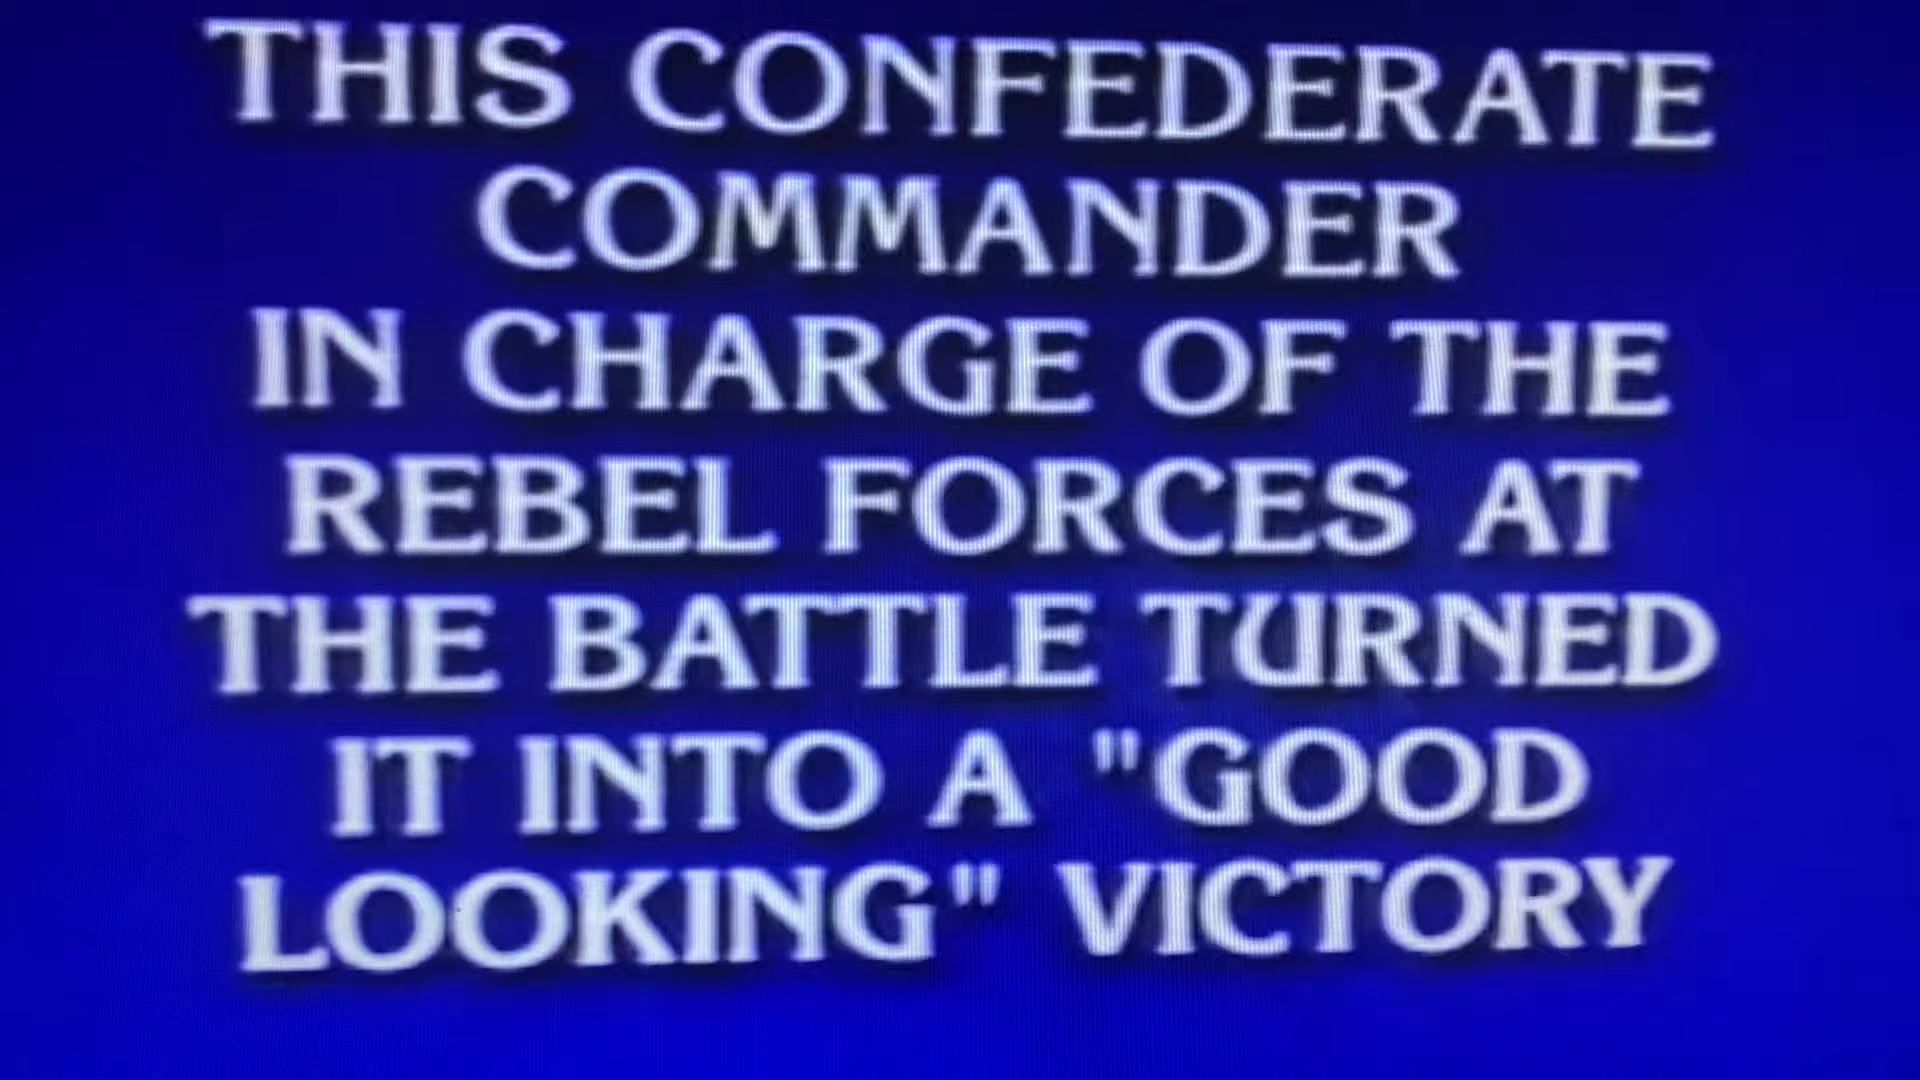 THIS CONFEDERATE
COMMANDER
IN CHARGE OF THE
REBEL FORCES AT
THE BATTLE TURNED
IT INTO A "GOOD
LOOKING" VICTORY